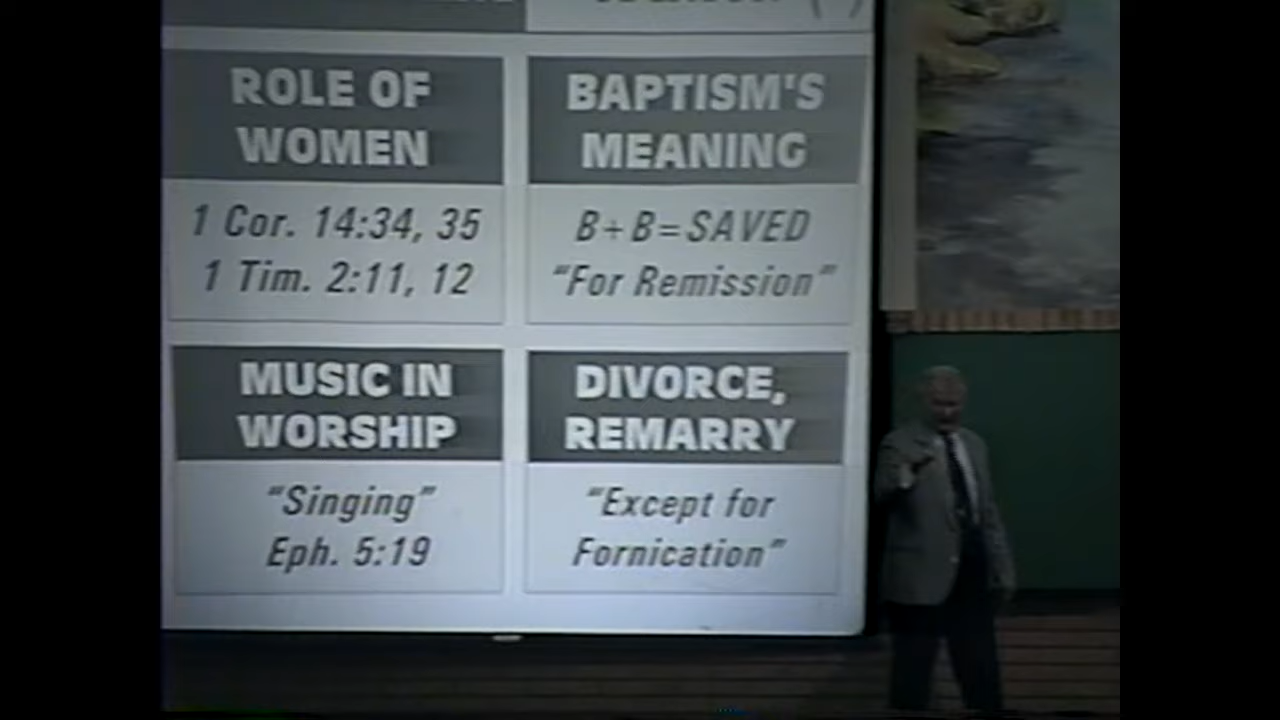 ROLE OF
WOMEN
1 Cor. 14:34, 35
1 Tim. 2:11, 12
BAPTISM'S
MEANING
B+B=SAVED
“For Remission”
MUSIC IN
WORSHIP
“Singing”
Eph. 5:19
DIVORCE,
REMARRY
“Except for
Fornication”